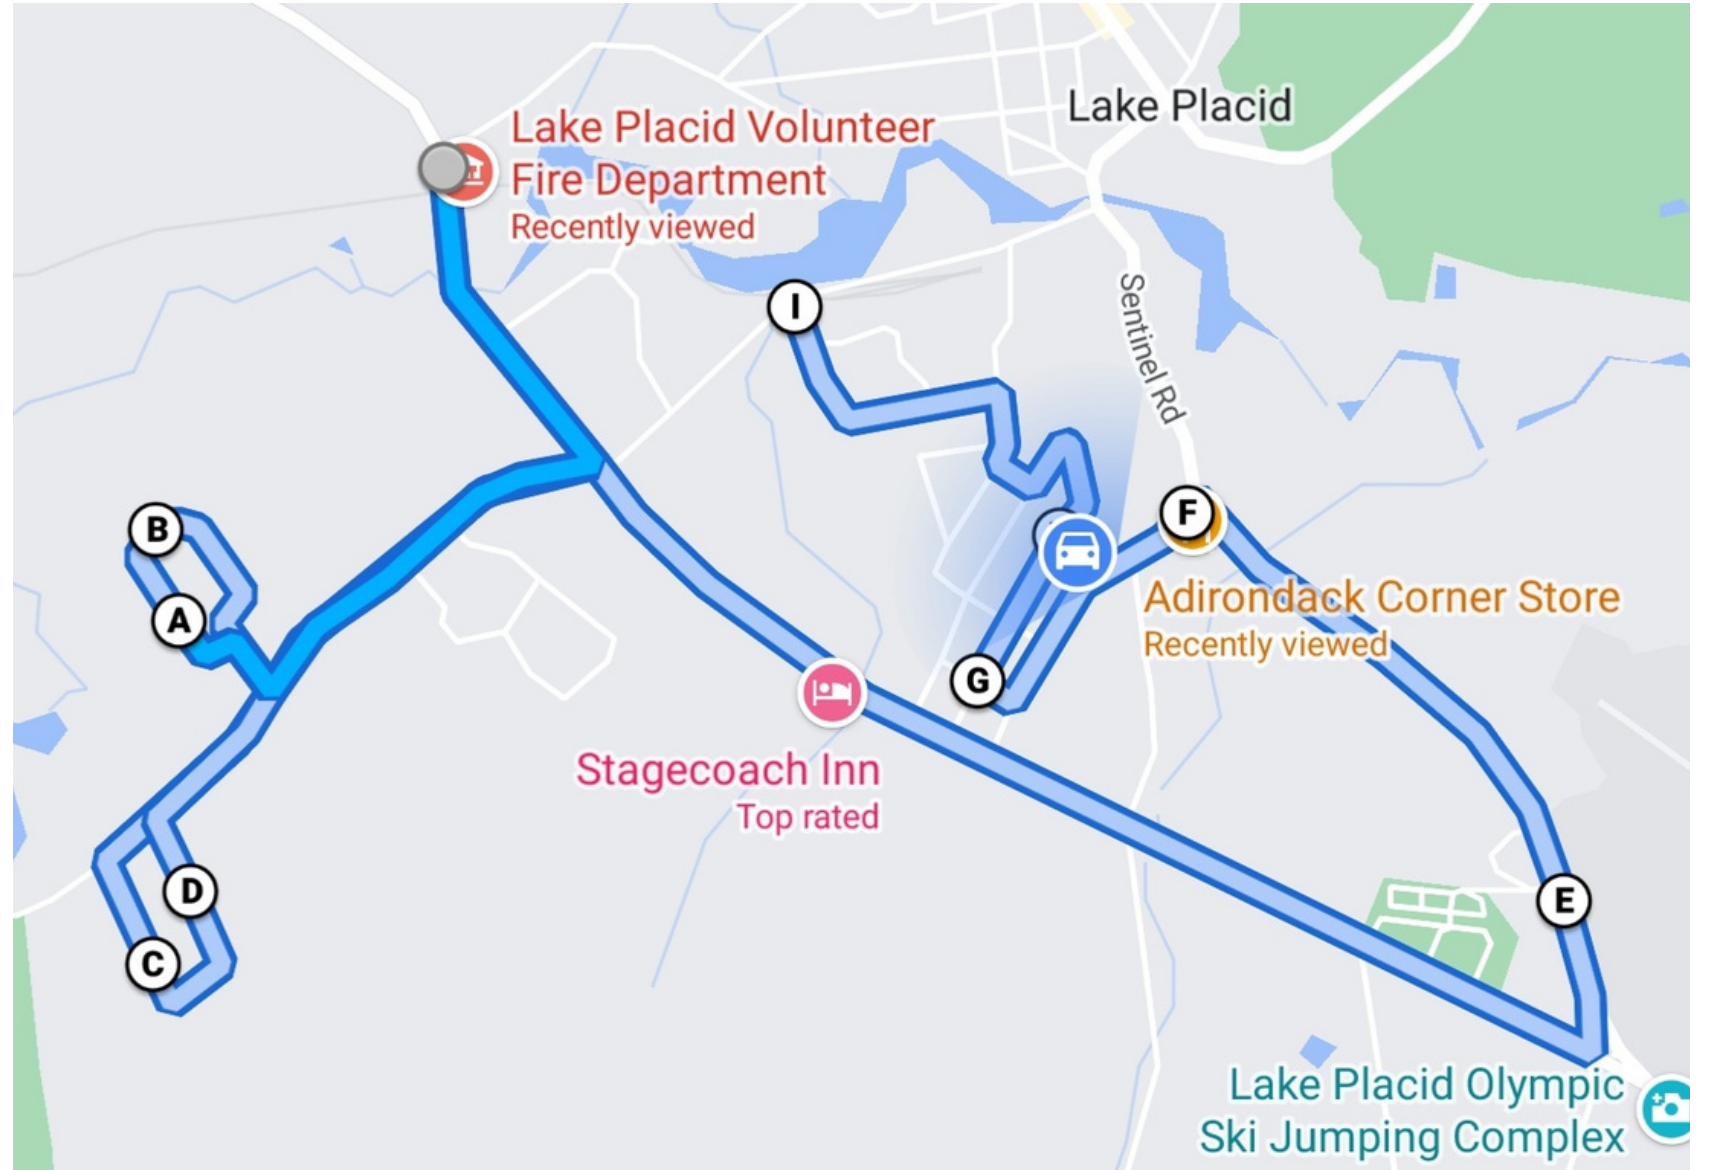 Lake Placid
Lake Placid Volunteer
Fire Department
Recently viewed
I
Sentinel Rd
B
F
A
Adirondack Corner Store
Recently viewed
G
Stagecoach Inn
Top rated
D
E
C
Lake Placid Olympic
Ski Jumping Complex